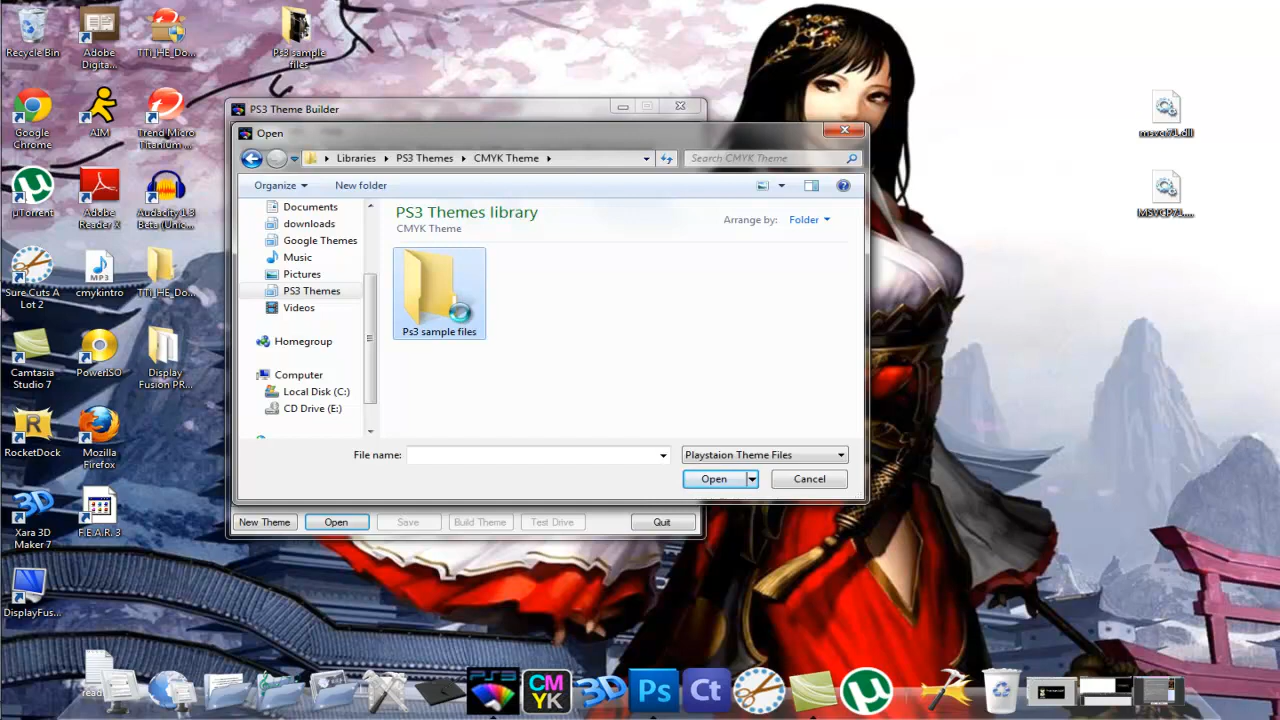 Recycle Bin
Adobe
Digita...
TTi_HE_Do...
Ps3 sample
files
Google
Chrome
AIM
Trend Micro
Titanium ...
µTorrent
Adobe
Reader X
Audacity 1.3
Beta (Unic...
Sure Cuts A
Lot 2
MP3
cmykintro
TTi_HE_Do...
Camtasia
Studio 7
PowerISO
Display
Fusion PR...
RocketDock
Mozilla
Firefox
3D
Xara 3D
Maker 7
F.E.A.R. 3
DisplayFus...
msvcr71.dll
MSVCP71....
PS3 Theme Builder
Open
Libraries
PS3 Themes
CMYK Theme
Search CMYK Theme
Organize
New folder
Documents
downloads
Google Themes
Music
Pictures
PS3 Themes
Videos
Homegroup
Computer
Local Disk (C:)
CD Drive (E:)
PS3 Themes library
CMYK Theme
Arrange by:
Folder
Ps3 sample files
File name:
Playstaion Theme Files
Open
Cancel
New Theme
Open
Save
Build Theme
Test Drive
Quit
read
PS3
CM
YK
3D
Ps
Ct